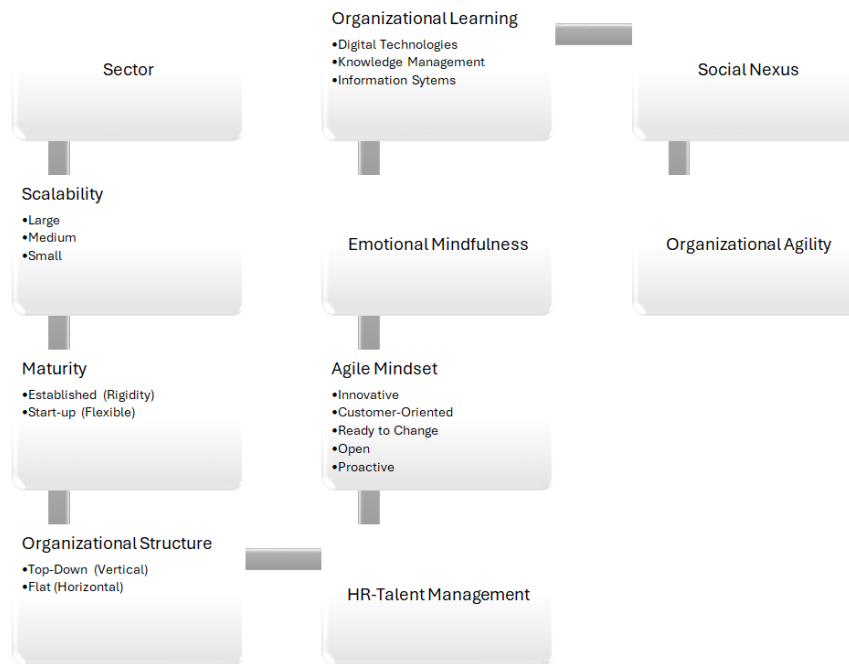 Sector
Scalability
•Large
•Medium
•Small
Maturity
•Established (Rigidity)
•Start-up (Flexible)
Organizational Structure
•Top-Down (Vertical)
•Flat (Horizontal)
HR-Talent Management
Agile Mindset
•Innovative
•Customer-Oriented
•Ready to Change
•Open
•Proactive
Emotional Mindfulness
Organizational Learning
•Digital Technologies
•Knowledge Management
•Information Sytems
Social Nexus
Organizational Agility